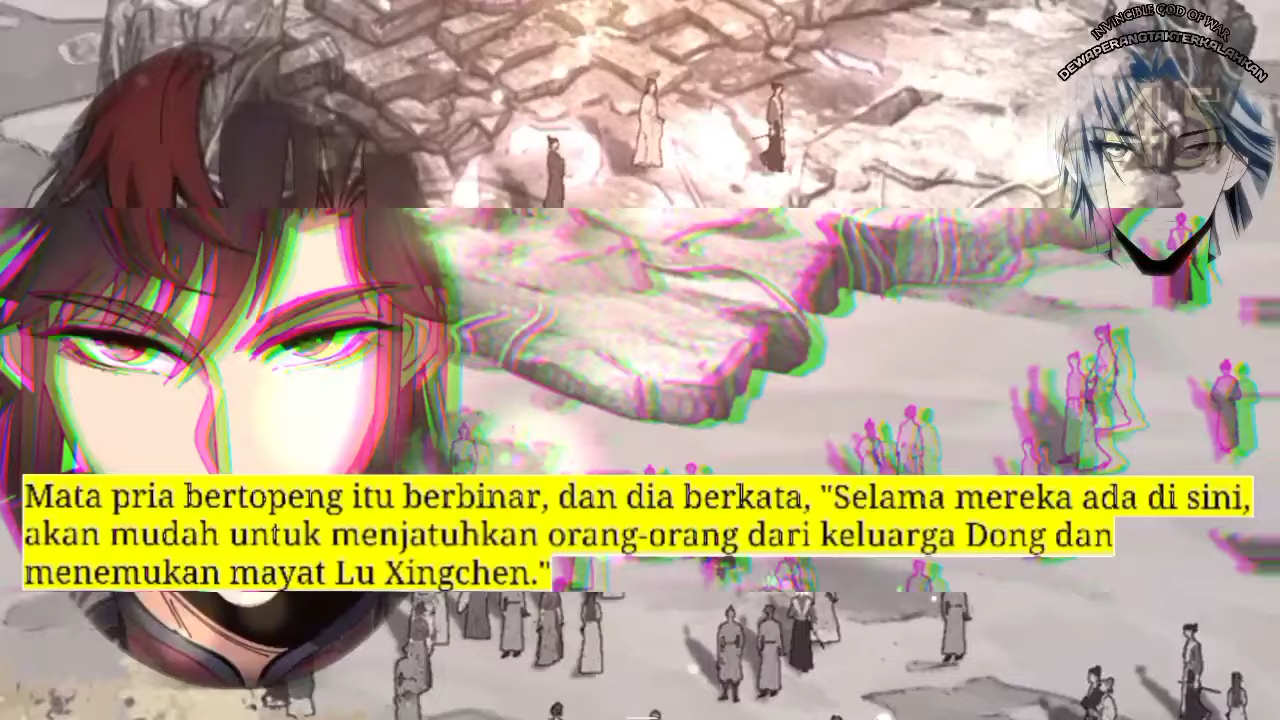 INVINCIBLE GOD OF WAR
DEWAPERANGTAKTERKALAHKAN
Mata pria bertopeng itu berbinar, dan dia berkata, "Selama mereka ada di sini,
akan mudah untuk menjatuhkan orang-orang dari keluarga Dong dan
menemukan mayat Lu Xingchen."